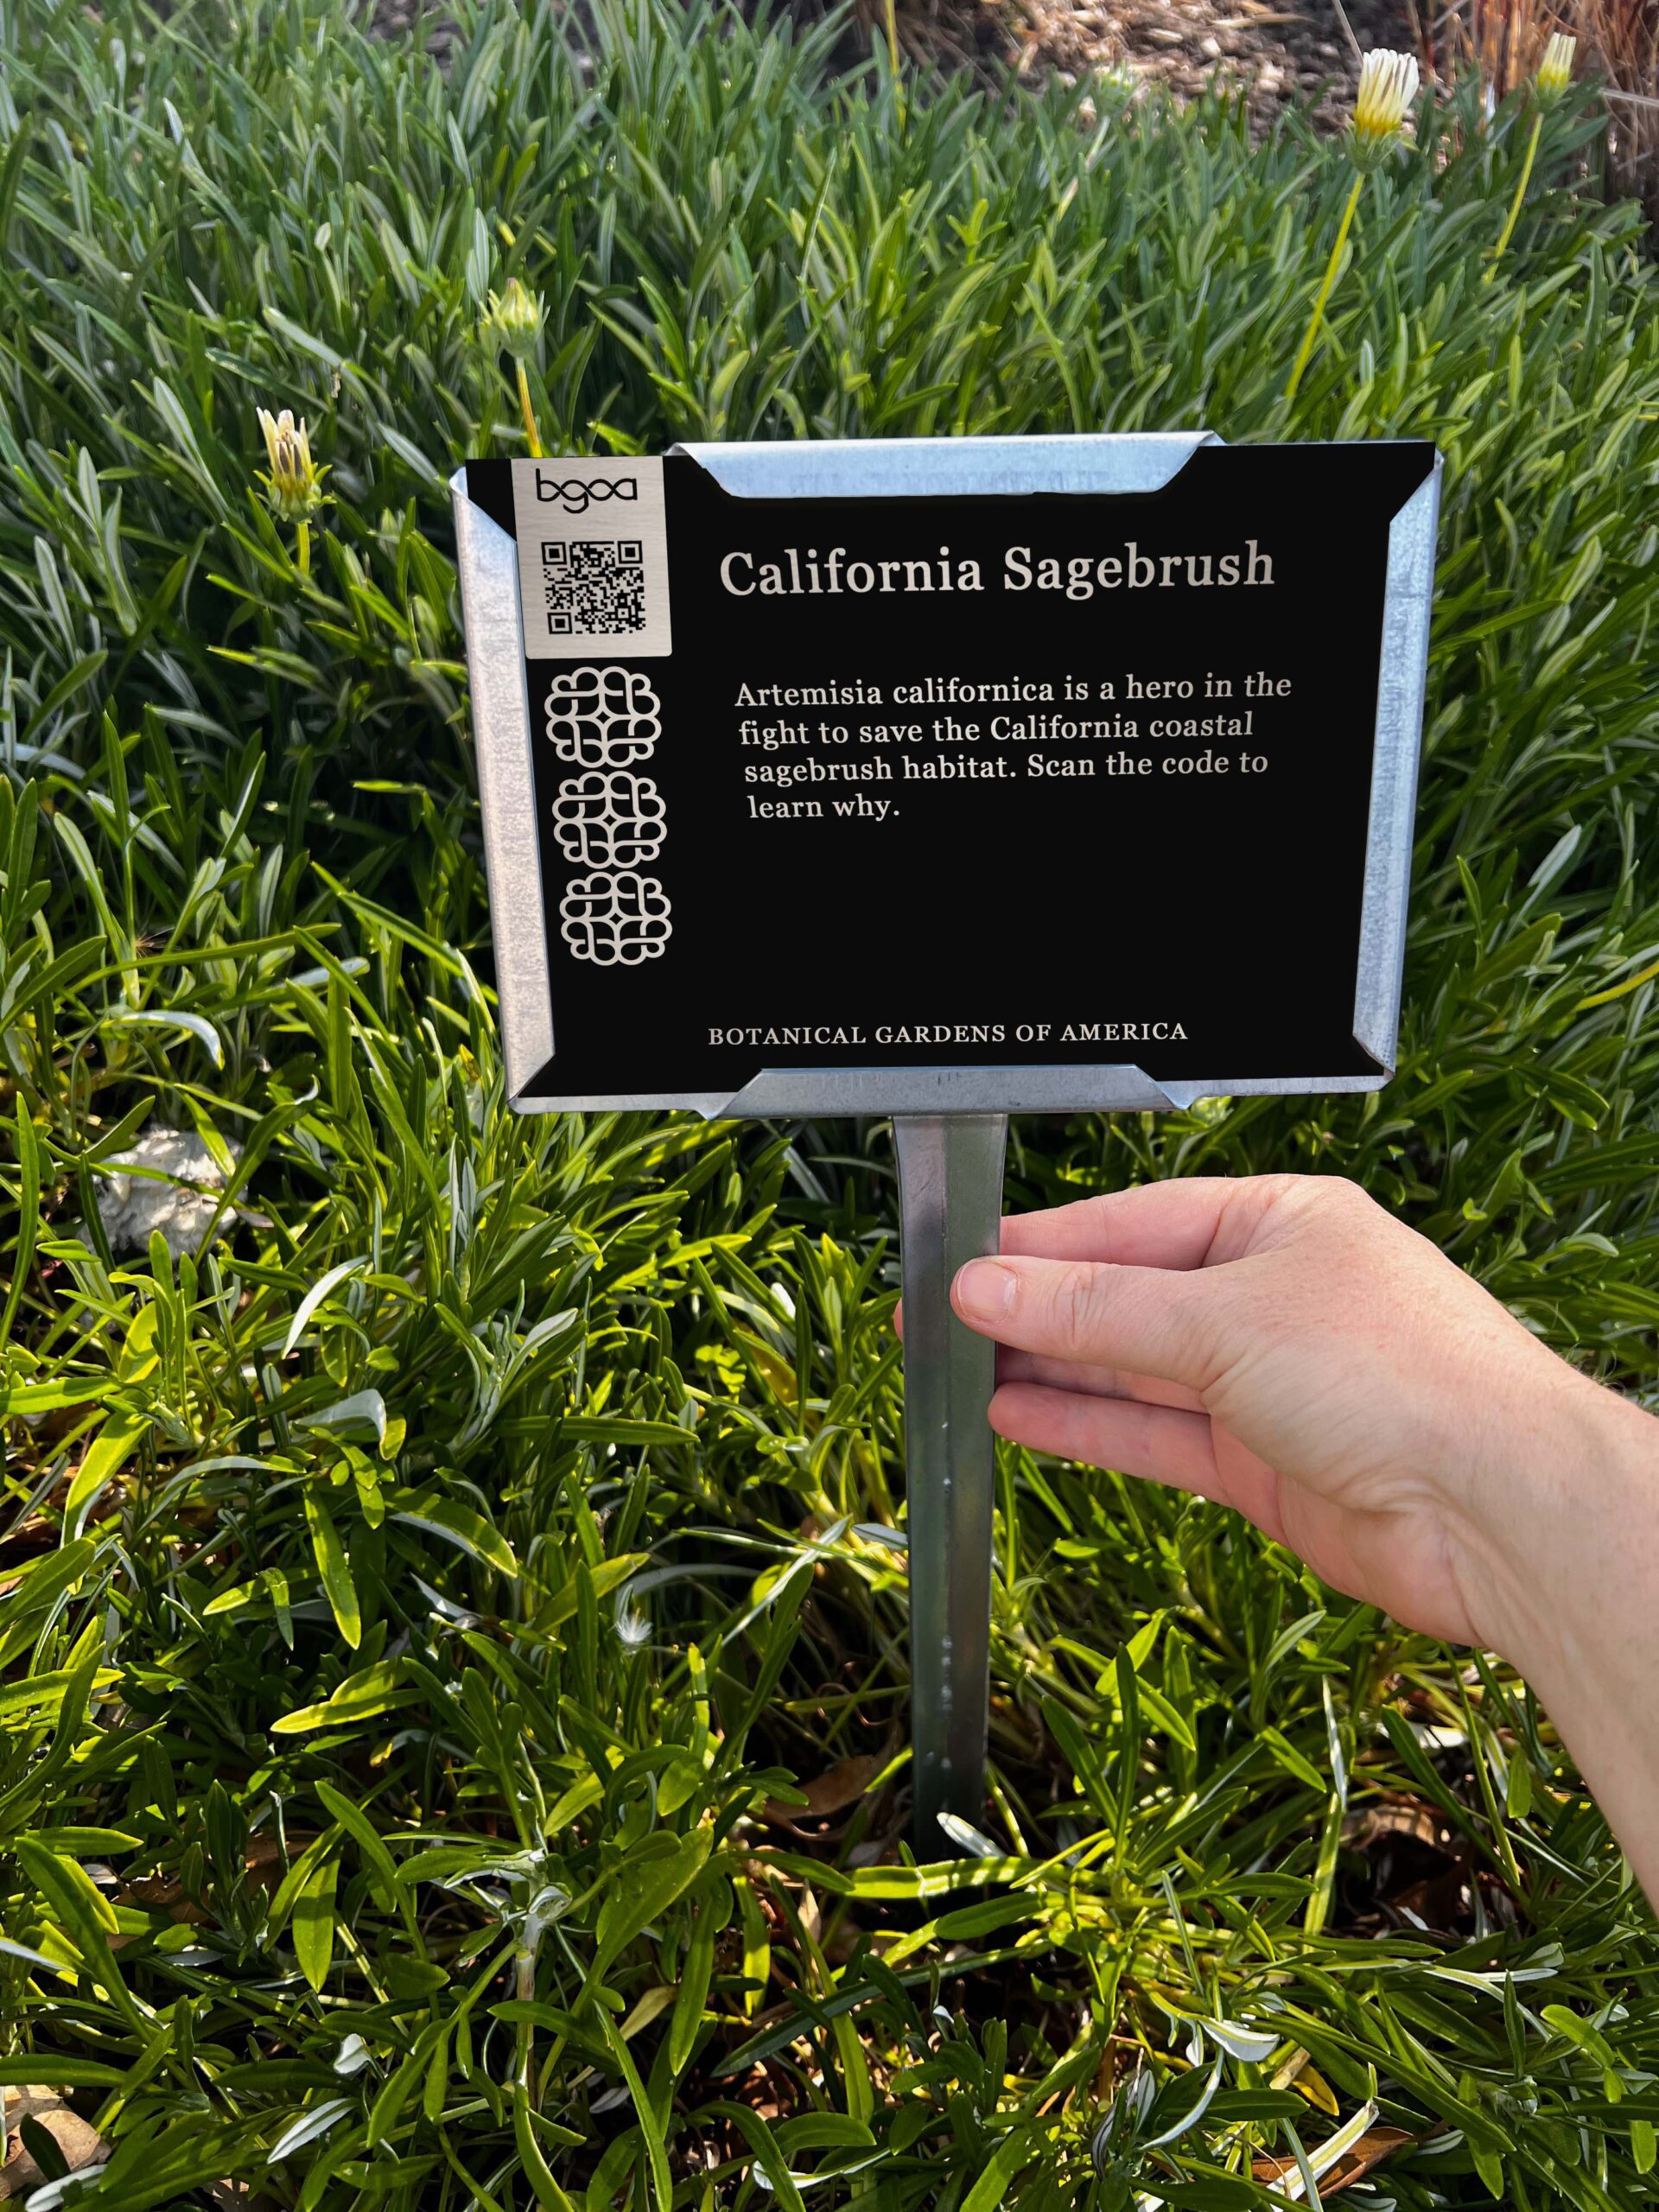 bgoa
California Sagebrush
Artemisia californica is a hero in the
fight to save the California coastal
sagebrush habitat. Scan the code to
learn why.
BOTANICAL GARDENS OF AMERICA